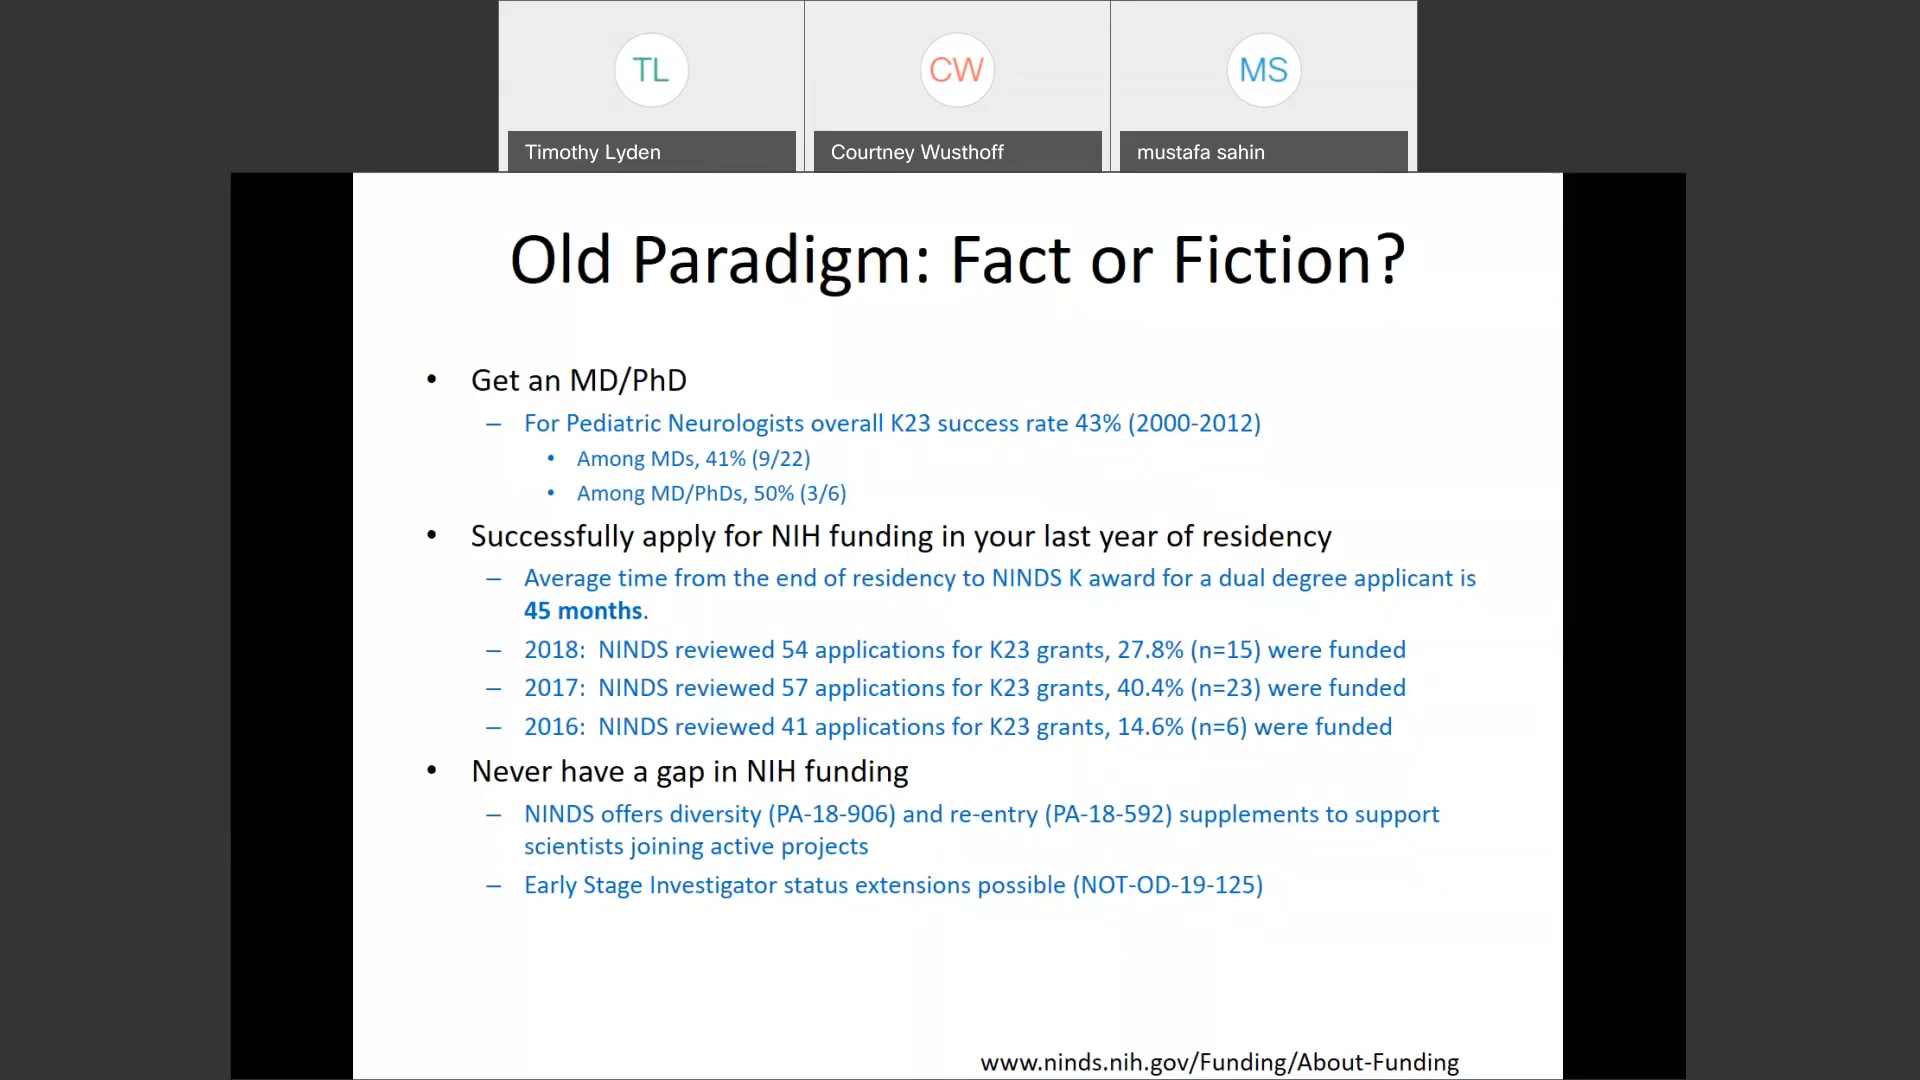 TL
CW
MS
Timothy Lyden
Courtney Wusthoff
mustafa sahin
Old Paradigm: Fact or Fiction?
• Get an MD/PhD
– For Pediatric Neurologists overall K23 success rate 43% (2000-2012)
• Among MDs, 41% (9/22)
• Among MD/PhDs, 50% (3/6)
• Successfully apply for NIH funding in your last year of residency
– Average time from the end of residency to NINDS K award for a dual degree applicant is
45 months.
– 2018:  NINDS reviewed 54 applications for K23 grants, 27.8% (n=15) were funded
– 2017:  NINDS reviewed 57 applications for K23 grants, 40.4% (n=23) were funded
– 2016:  NINDS reviewed 41 applications for K23 grants, 14.6% (n=6) were funded
• Never have a gap in NIH funding
– NINDS offers diversity (PA-18-906) and re-entry (PA-18-592) supplements to support
scientists joining active projects
– Early Stage Investigator status extensions possible (NOT-OD-19-125)
www.ninds.nih.gov/Funding/About-Funding